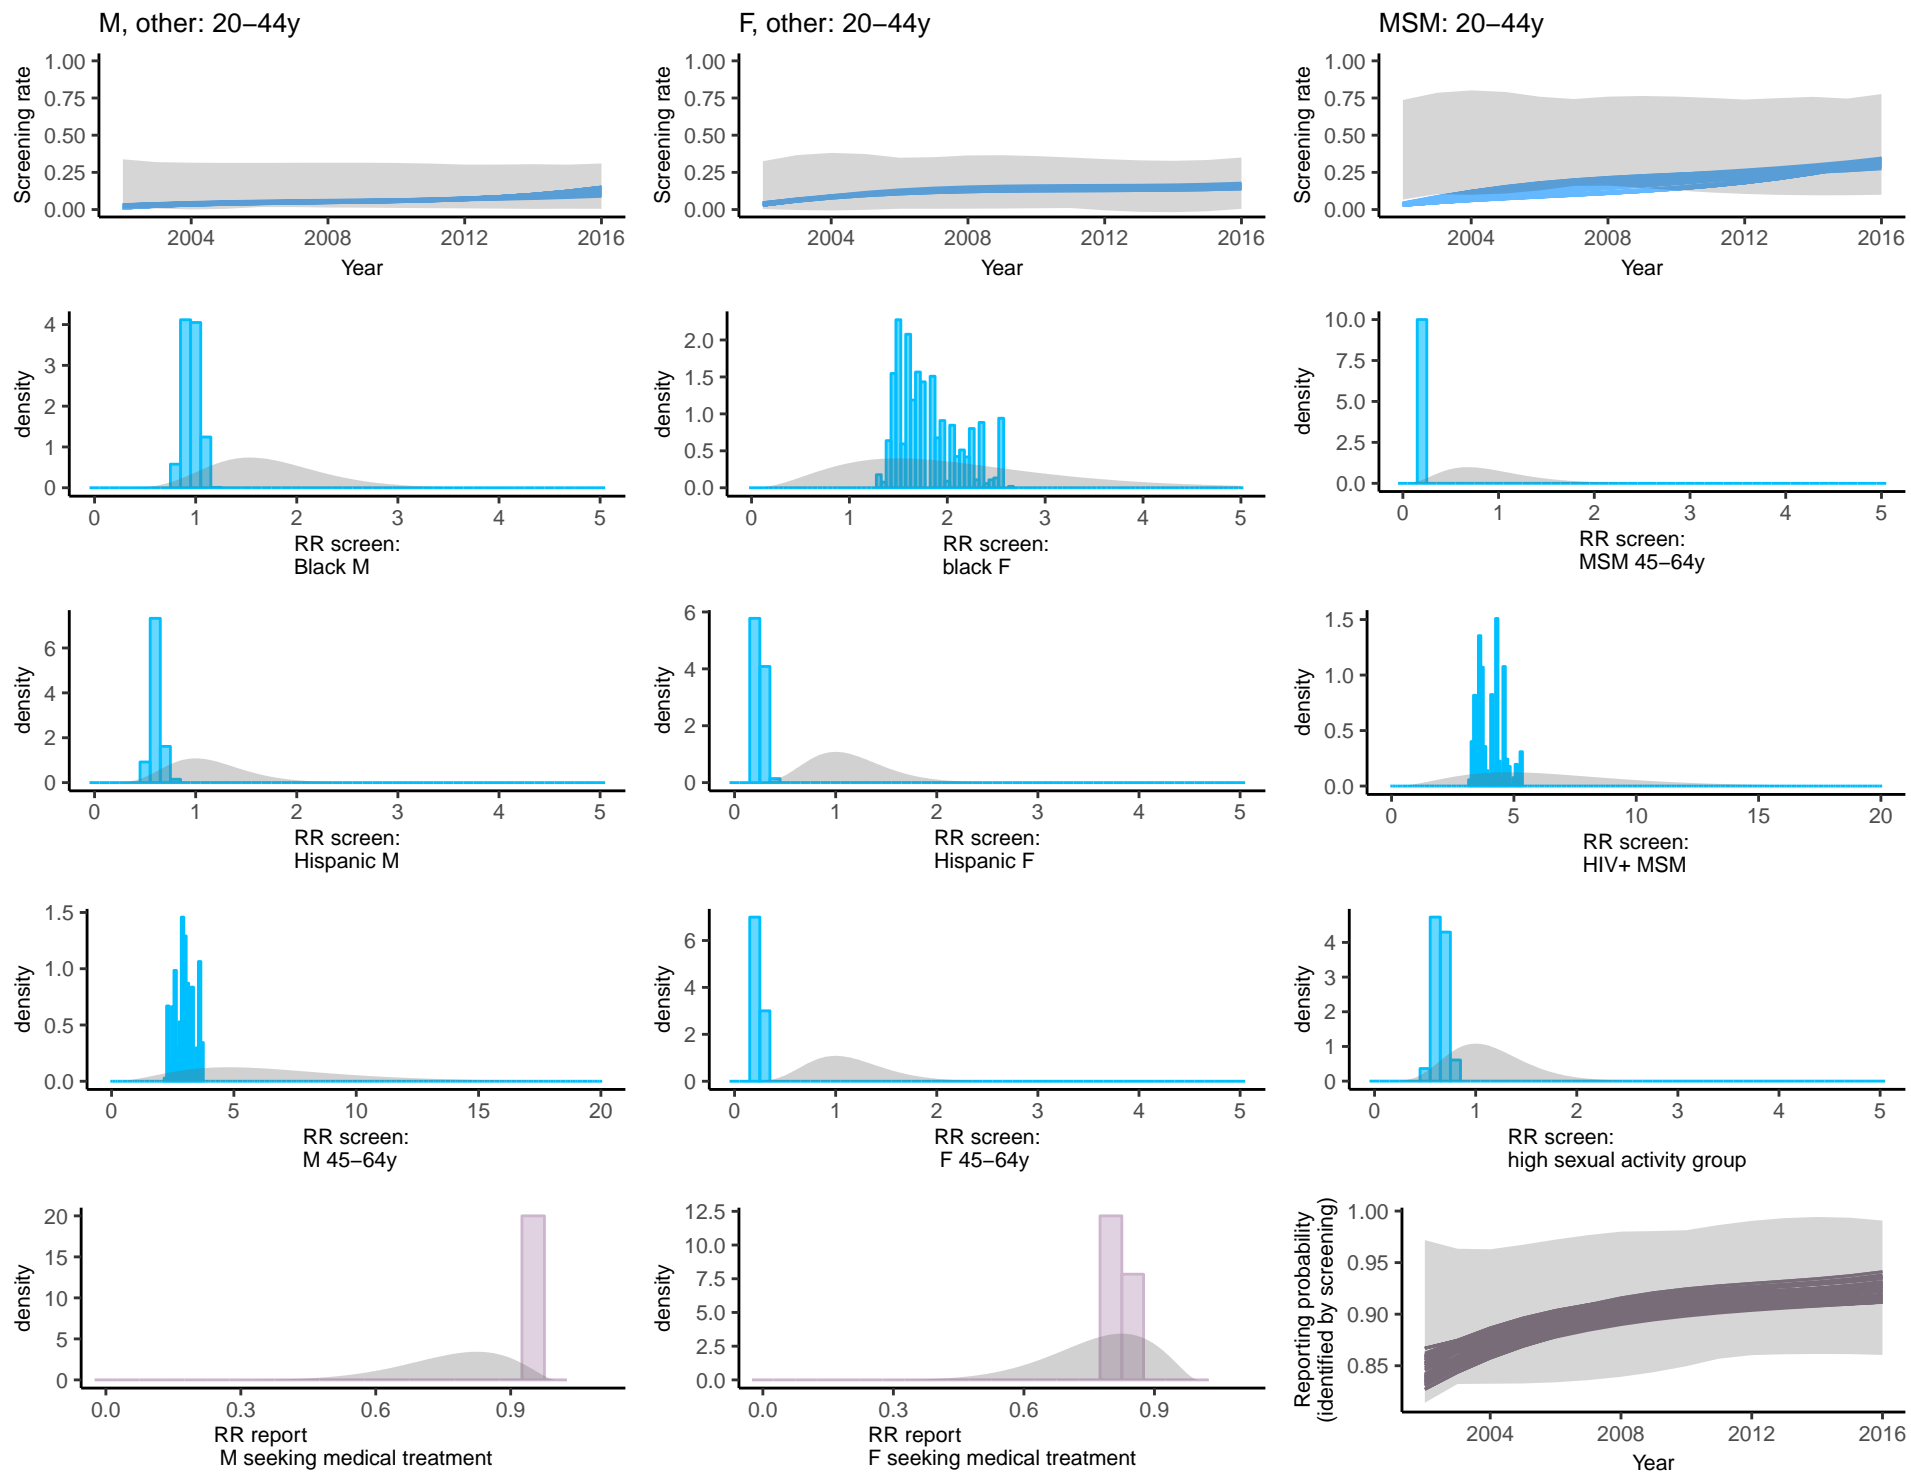 M, other: 20–44y
F, other: 20–44y
MSM: 20–44y
Screening rate
1.00
0.75
0.50
0.25
0.00
2004 2008 2012 2016
Year
Screening rate
1.00
0.75
0.50
0.25
0.00
2004 2008 2012 2016
Year
Screening rate
1.00
0.75
0.50
0.25
0.00
2004 2008 2012 2016
Year
density
4
3
2
1
0
0 1 2 3 4 5
RR screen:
Black M
density
2.0
1.5
1.0
0.5
0.0
0 1 2 3 4 5
RR screen:
black F
density
10.0
7.5
5.0
2.5
0.0
0 1 2 3 4 5
RR screen:
MSM 45–64y
density
6
4
2
0
0 1 2 3 4 5
RR screen:
Hispanic M
density
6
4
2
0
0 1 2 3 4 5
RR screen:
Hispanic F
density
1.5
1.0
0.5
0.0
0 5 10 15 20
RR screen:
HIV+ MSM
density
1.5
1.0
0.5
0.0
0 5 10 15 20
RR screen:
M 45–64y
density
6
4
2
0
0 1 2 3 4 5
RR screen:
F 45–64y
density
4
3
2
1
0
0 1 2 3 4 5
RR screen:
high sexual activity group
density
20
15
10
5
0
0.0 0.3 0.6 0.9
RR report
M seeking medical treatment
density
12.5
10.0
7.5
5.0
2.5
0.0
0.0 0.3 0.6 0.9
RR report
F seeking medical treatment
Reporting probability
(identified by screening)
1.00
0.95
0.90
0.85
2004 2008 2012 2016
Year